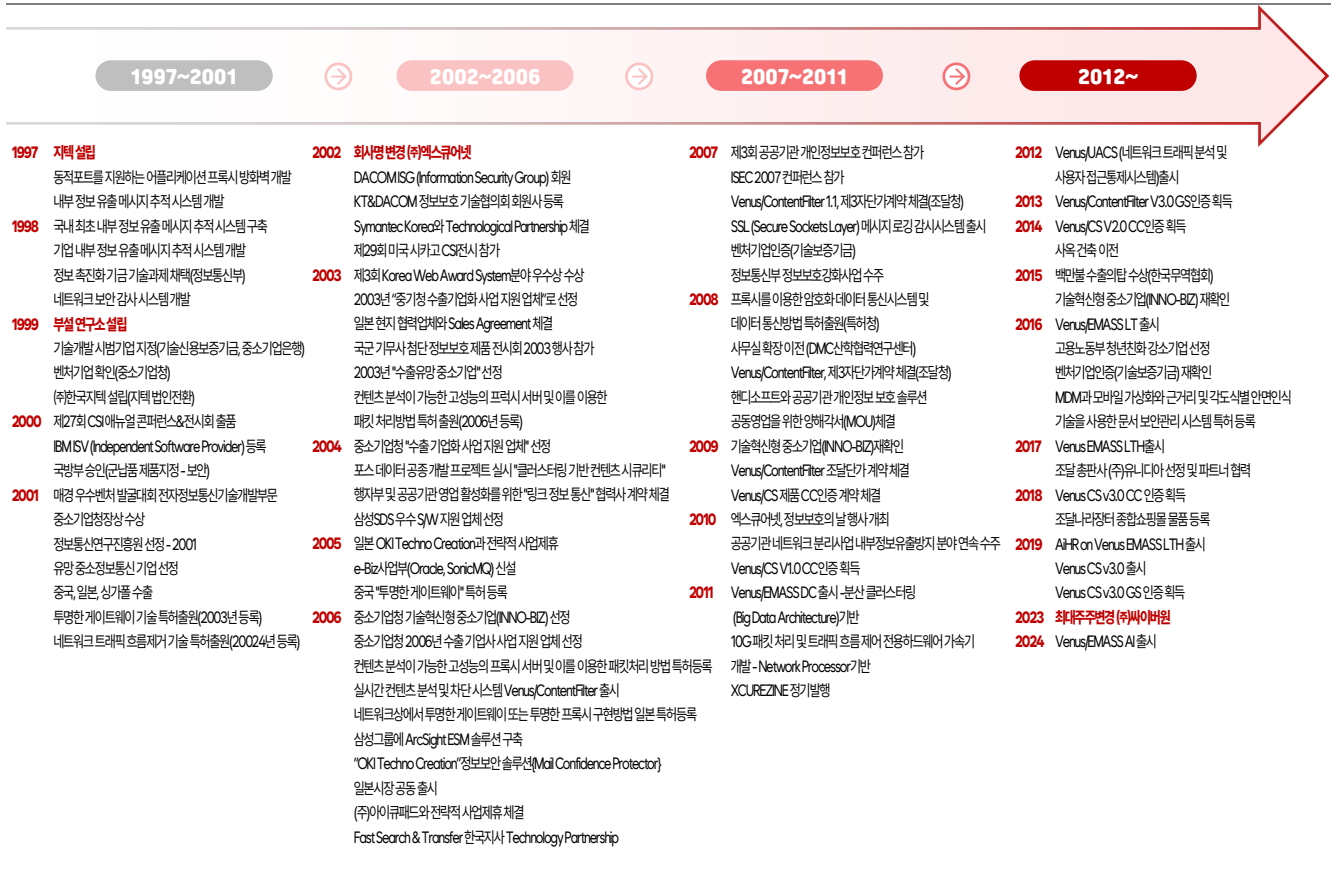 1997~2001
2002~2006
2007~2011
2012~
1997 지텍 설립
동적포트를 지원하는 어플리케이션 프록시 방화벽 개발
내부 정보 유출 메시지 추적 시스템 개발
1998 국내 최초 내부 정보 유출 메시지 추적 시스템 구축
기업 내부 정보 유출 메시지 추적 시스템 개발
정보 촉진화 기금 기술과제 채택(정보통신부)
네트워크 보안 감사 시스템 개발
1999 부설 연구소 설립
기술개발 시범기업 지정(기술신용보증기금, 중소기업은행)
벤처기업 확인(중소기업청)
㈜한국지텍 설립(지텍 법인전환)
2000 제27회 CSI 애뉴얼 콘퍼런스&전시회 출품
IBM ISV (Independent Software Provider) 등록
국방부 승인(군납품 제품지정 - 보안)
2001 매경 우수벤처 발굴대회 전자정보통신기술개발부문
중소기업청장상 수상
정보통신연구진흥원 선정 - 2001
유망 중소정보통신 기업 선정
중국, 일본, 싱가폴 수출
투명한 게이트웨이 기술 특허출원(2003년 등록)
네트워크 트래픽 흐름제거 기술 특허출원(20024년 등록)
2002 회사명 변경 (주)엑스큐어넷
DACOM ISG (Information Security Group) 회원
KT&DACOM 정보보호 기술협의회 회원사 등록
Symantec Korea와 Technological Partnership 체결
제29회 미국 시카고 CSI전시 참가
2003 제3회 Korea Web Award System분야 우수상 수상
2003년 “중기청 수출기업화 사업 지원 업체”로 선정
일본 현지 협력업체와 Sales Agreement 체결
국군 기무사 첨단 정보보호 제품 전시회 2003 행사 참가
2003년 "수출유망 중소기업" 선정
컨텐츠 분석이 가능한 고성능의 프럭시 서버 및 이를 이용한
패킷 처리방법 특허 출원(2006년 등록)
2004 중소기업청 "수출 기업화 사업 지원 업체" 선정
포스 데이터 공종 개발 프로젝트 실시 "클러스터링 기반 컨텐츠 시큐리티"
행자부 및 공공기관 영업 활성화를 위한 "링크 정보 통신" 협력사 계약 체결
삼성SDS 우수 S/W 지원 업체 선정
2005 일본 OKI Techno Creation과 전략적 사업제휴
e-Biz사업부(Oracle, SonicMQ) 신설
중국 "투명한 게이트웨이" 특허 등록
2006 중소기업청 기술혁신형 중소기업(INNO-BIZ) 선정
중소기업청 2006년 수출 기업사 사업 지원 업체 선정
컨텐츠 분석이 가능한 고성능의 프록시 서버 및 이를 이용한 패킷처리 방법 특허등록
실시간 컨텐츠 분석 및 차단 시스템 Venus/ContentFilter 출시
네트워크상에서 투명한 게이트웨이 또는 투명한 프록시 구현방법 일본 특허등록
삼성그룹에 ArcSight ESM 솔루션 구축
“OKI Techno Creation”정보보안 솔루션{Mail Confidence Protector}
일본시장 공동 출시
(주)아이큐패드와 전략적 사업제휴 체결
Fast Search & Transfer 한국지사 Technology Partnership
2007 제3회 공공기관 개인정보보호 컨퍼런스 참가
ISEC 2007 컨퍼런스 참가
Venus/ContentFilter 1.1, 제3자단가계약 체결(조달청)
SSL (Secure Sockets Layer) 메시지 로깅 감시시스템 출시
벤처기업인증(기술보증기금)
정보통신부 정보보호강화사업 수주
2008 프록시를 이용한 암호화 데이터 통신시스템 및
데이터 통신방법 특허출원(특허청)
사무실 확장 이전 (DMC산학협력연구센터)
Venus/ContentFilter, 제3자단가계약 체결(조달청)
핸디소프트와 공공기관 개인정보 보호 솔루션
공동영업을 위한 양해각서(MOU)체결
2009 기술혁신형 중소기업(INNO-BIZ)재확인
Venus/ContentFilter 조달단가 계약 체결
Venus/CS 제품 CC인증 계약 체결
2010 엑스큐어넷, 정보보호의 날 행사 개최
공공기관 네트워크 분리사업 내부정보유출방지 분야 연속 수주
Venus/CS V1.0 CC인증 획득
2011 Venus/EMASS DC 출시 -분산 클러스터링
(Big Data Architecture)기반
10G 패킷 처리 및 트래픽 흐름 제어 전용하드웨어 가속기
개발 - Network Processor기반
XCUREZINE 정기발행
2012 Venus/UACS (네트워크 트래픽 분석 및
사용자 접근통제시스템)출시
2013 Venus/ContentFilter V3.0 GS인증 획득
2014 Venus/CS V2.0 CC인증 획득
사옥 건축 이전
2015 백만불 수출의탑 수상(한국무역협회)
기술혁신형 중소기업(INNO-BIZ) 재확인
2016 Venus/EMASS LT 출시
고용노동부 청년친화 강소기업 선정
벤처기업인증(기술보증기금) 재확인
MDM과 모바일 가상화와 근거리 및 각도식별 안면인식
기술을 사용한 문서 보안관리 시스템 특허 등록
2017 Venus EMASS LTH출시
조달 총판사 (주)유니디아 선정 및 파트너 협력
2018 Venus CS v3.0 CC 인증 획득
조달나라장터 종합쇼핑몰 물품 등록
2019 AiHR on Venus EMASS LTH 출시
Venus CS v3.0 출시
Venus CS v3.0 GS 인증 획득
2023 최대주주변경 (주)싸이버원
2024 Venus/EMASS AI 출시